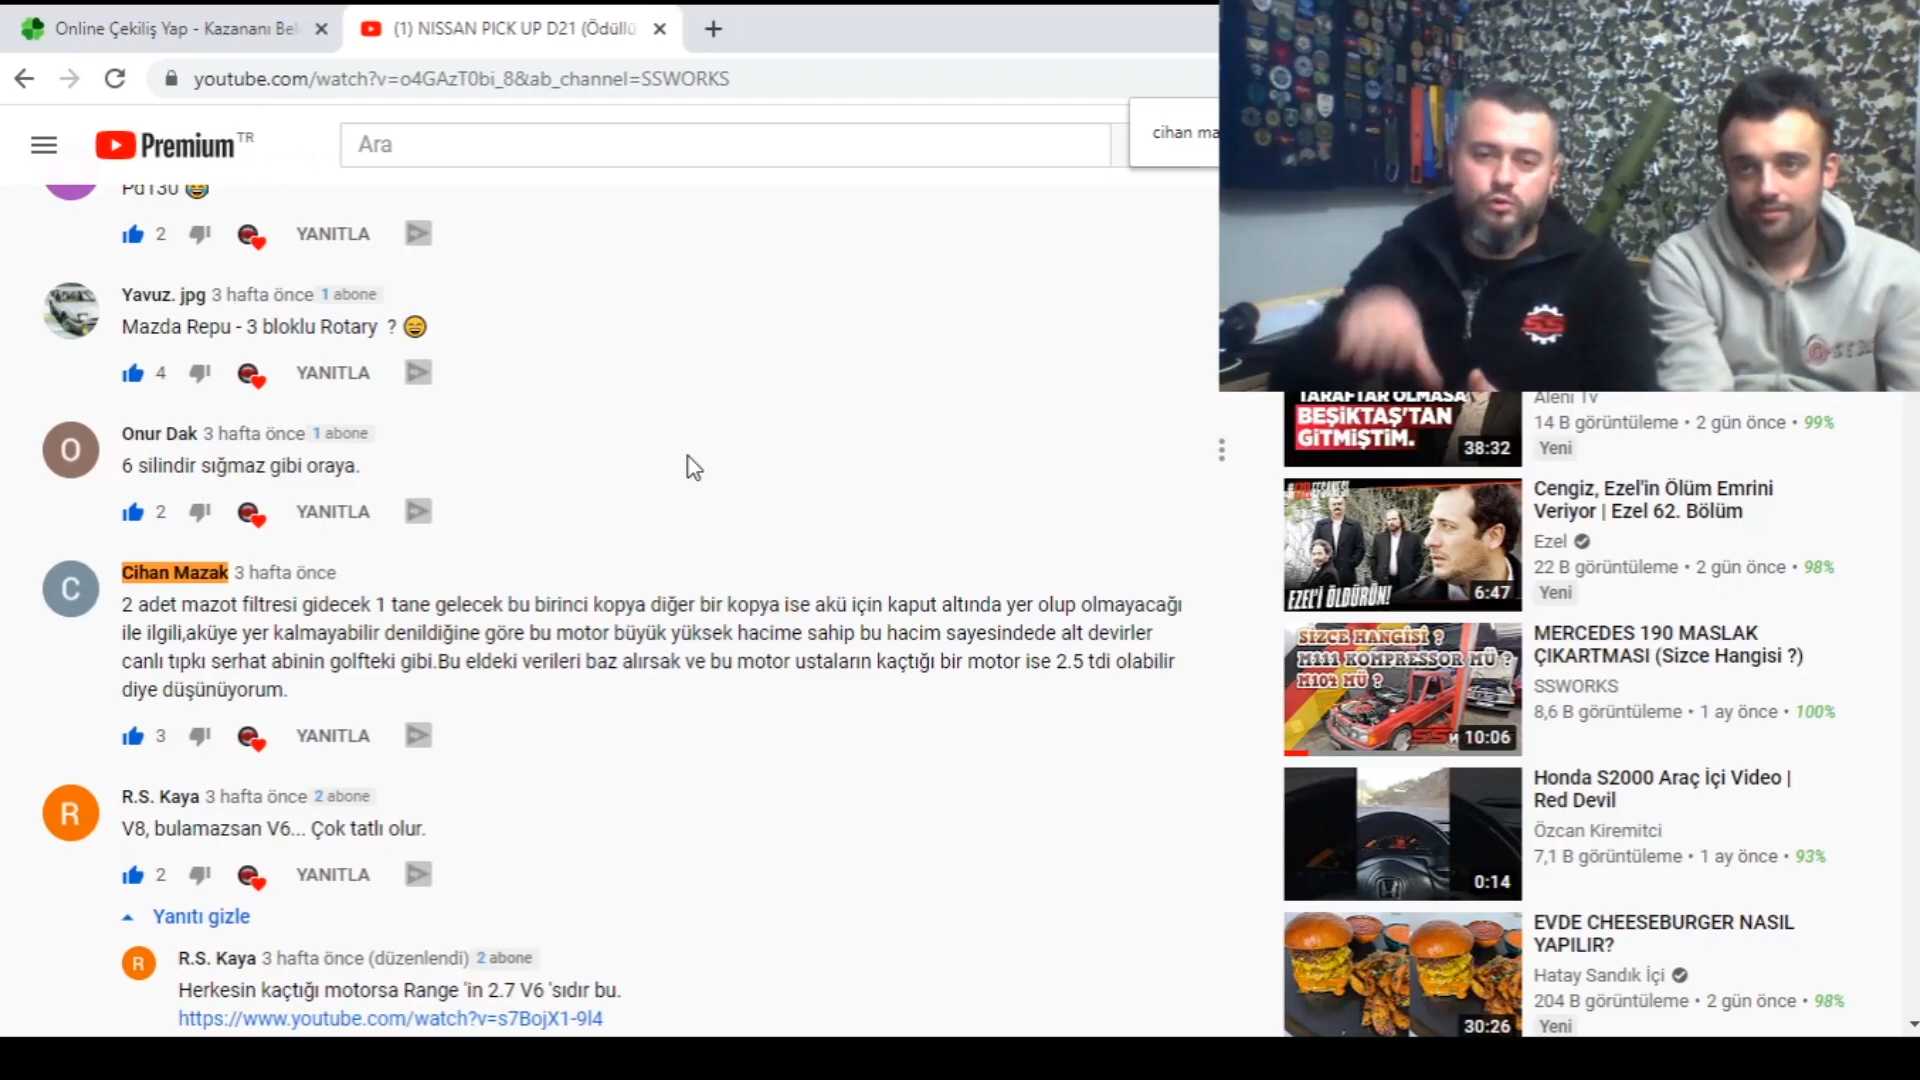 Online Çekiliş Yap - Kazananı Bel
(1) NISSAN PICK UP D21 (Ödüllü
youtube.com/watch?v=o4GAzT0bi_8&ab_channel=SSWORKS
Premium TR
Ara
cihan ma
Pd130 😂
2 YANITLA
Yavuz. jpg 3 hafta önce 1 abone
Mazda Repu - 3 bloklu Rotary ? 😄
4 YANITLA
O
Onur Dak 3 hafta önce 1 abone
6 silindir sığmaz gibi oraya.
2 YANITLA
C
Cihan Mazak 3 hafta önce
2 adet mazot filtresi gidecek 1 tane gelecek bu birinci kopya diğer bir kopya ise akü için kaput altında yer olup olmayacağı
ile ilgili,aküye yer kalmayabilir denildiğine göre bu motor büyük yüksek hacime sahip bu hacim sayesindede alt devirler
canlı tıpkı serhat abinin golfteki gibi.Bu eldeki verileri baz alırsak ve bu motor ustaların kaçtığı bir motor ise 2.5 tdi olabilir
diye düşünüyorum.
3 YANITLA
R
R.S. Kaya 3 hafta önce 2 abone
V8, bulamazsan V6... Çok tatlı olur.
2 YANITLA
Yanıtı gizle
R
R.S. Kaya 3 hafta önce (düzenlendi) 2 abone
Herkesin kaçtığı motorsa Range 'in 2.7 V6 'sıdır bu.
https://www.youtube.com/watch?v=s7BojX1-9l4
SS
TARAFTAR OLMASA
BEŞİKTAŞ'TAN
GİTMİŞTİM.
38:32
Aleni Tv
14 B görüntüleme • 2 gün önce • 99%
Yeni
EZEL'İ ÖLDÜRÜN!
6:47
Cengiz, Ezel'in Ölüm Emrini
Veriyor | Ezel 62. Bölüm
Ezel
22 B görüntüleme • 2 gün önce • 98%
Yeni
SİZCE HANGİSİ ?
M111 KOMPRESSOR MÜ ?
M104 MÜ ?
10:06
MERCEDES 190 MASLAK
ÇIKARTMASI (Sizce Hangisi ?)
SSWORKS
8,6 B görüntüleme • 1 ay önce • 100%
0:14
Honda S2000 Araç İçi Video |
Red Devil
Özcan Kiremitci
7,1 B görüntüleme • 1 ay önce • 93%
30:26
EVDE CHEESEBURGER NASIL
YAPILIR?
Hatay Sandık İçi
204 B görüntüleme • 2 gün önce • 98%
Yeni